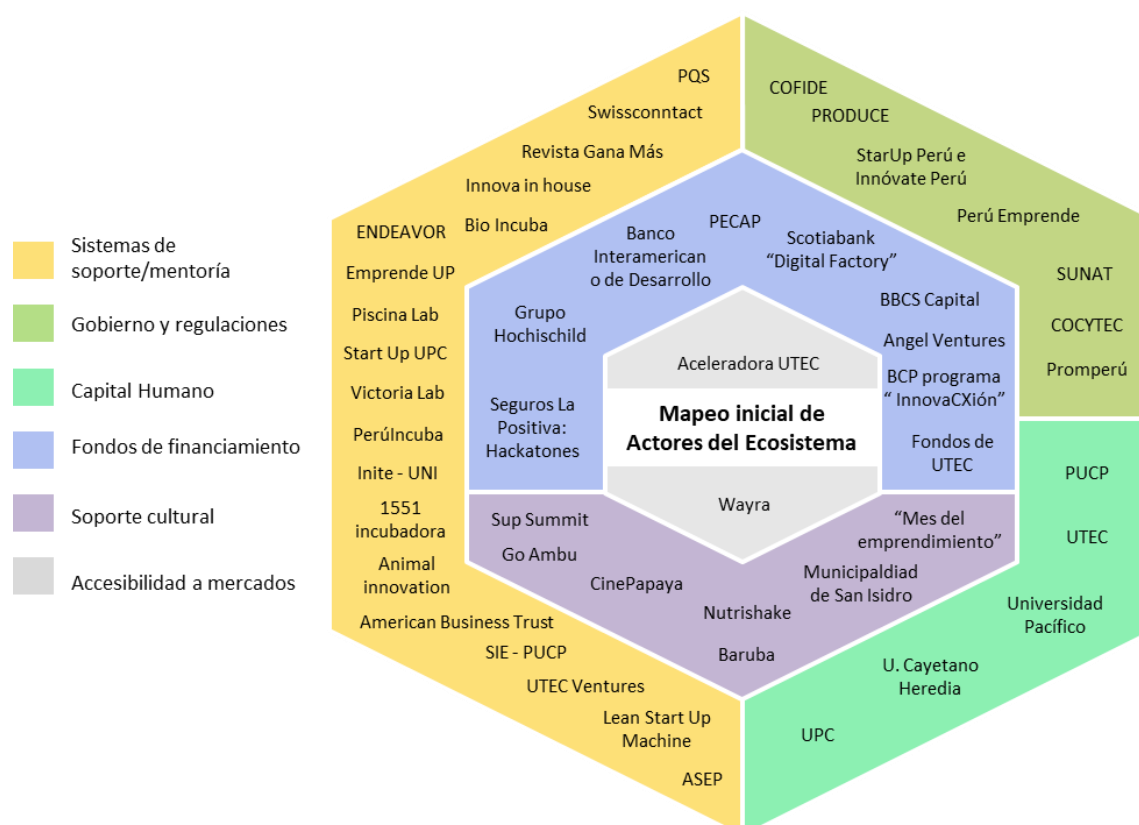 Sistemas de
soporte/mentoría
Gobierno y regulaciones
Capital Humano
Fondos de financiamiento
Soporte cultural
Accesibilidad a mercados
PQS
Swissconntact
Revista Gana Más
Innova in house
Bio Incuba
ENDEAVOR
Emprende UP
Piscina Lab
Start Up UPC
Victoria Lab
PerúIncuba
Inite - UNI
1551
incubadora
Animal
innovation
American Business Trust
SIE - PUCP
UTEC Ventures
Lean Start Up
Machine
ASEP
COFIDE
PRODUCE
StarUp Perú e
Innóvate Perú
Perú Emprende
SUNAT
COCYTEC
Promperú
PUCP
UTEC
Universidad
Pacífico
U. Cayetano
Heredia
UPC
Banco
Interamerican
o de Desarrollo
PECAP
Scotiabank
“Digital Factory”
BBCS Capital
Angel Ventures
BCP programa
“ InnovaCXión”
Fondos de
UTEC
Grupo
Hochischild
Seguros La
Positiva:
Hackatones
Sup Summit
Go Ambu
CinePapaya
Nutrishake
Baruba
Municipaldiad
de San Isidro
“Mes del
emprendimiento”
Aceleradora UTEC
Mapeo inicial de
Actores del Ecosistema
Wayra